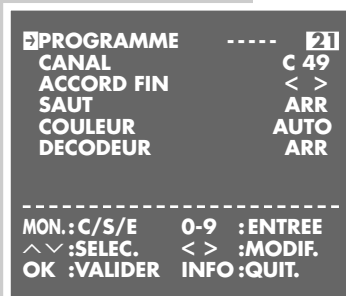 PROGRAMME ----- 21
CANAL C 49
ACCORD FIN < >
SAUT ARR
COULEUR AUTO
DECODEUR ARR
MON.: C/S/E 0-9 : ENTREE
:SELEC. < > :MODIF.
OK :VALIDER INFO :QUIT.